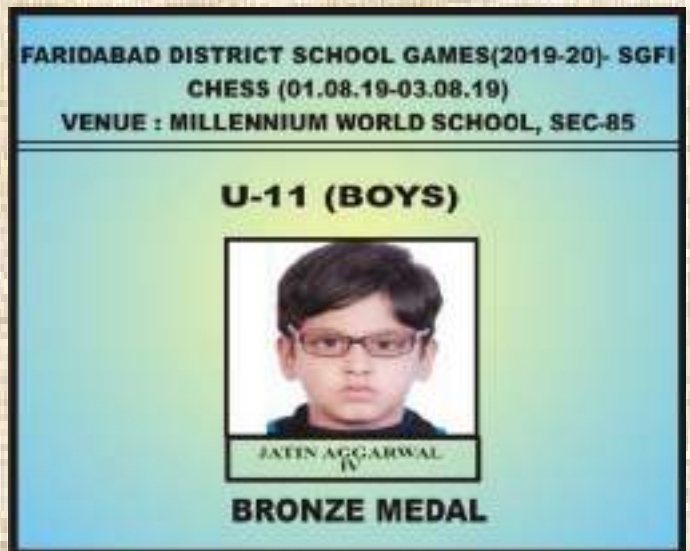 FARIDABAD DISTRICT SCHOOL GAMES(2019-20)- SGFI
CHESS (01.08.19-03.08.19)
VENUE : MILLENNIUM WORLD SCHOOL, SEC-85
U-11 (BOYS)
JATIN AGGARWAL
IV
BRONZE MEDAL